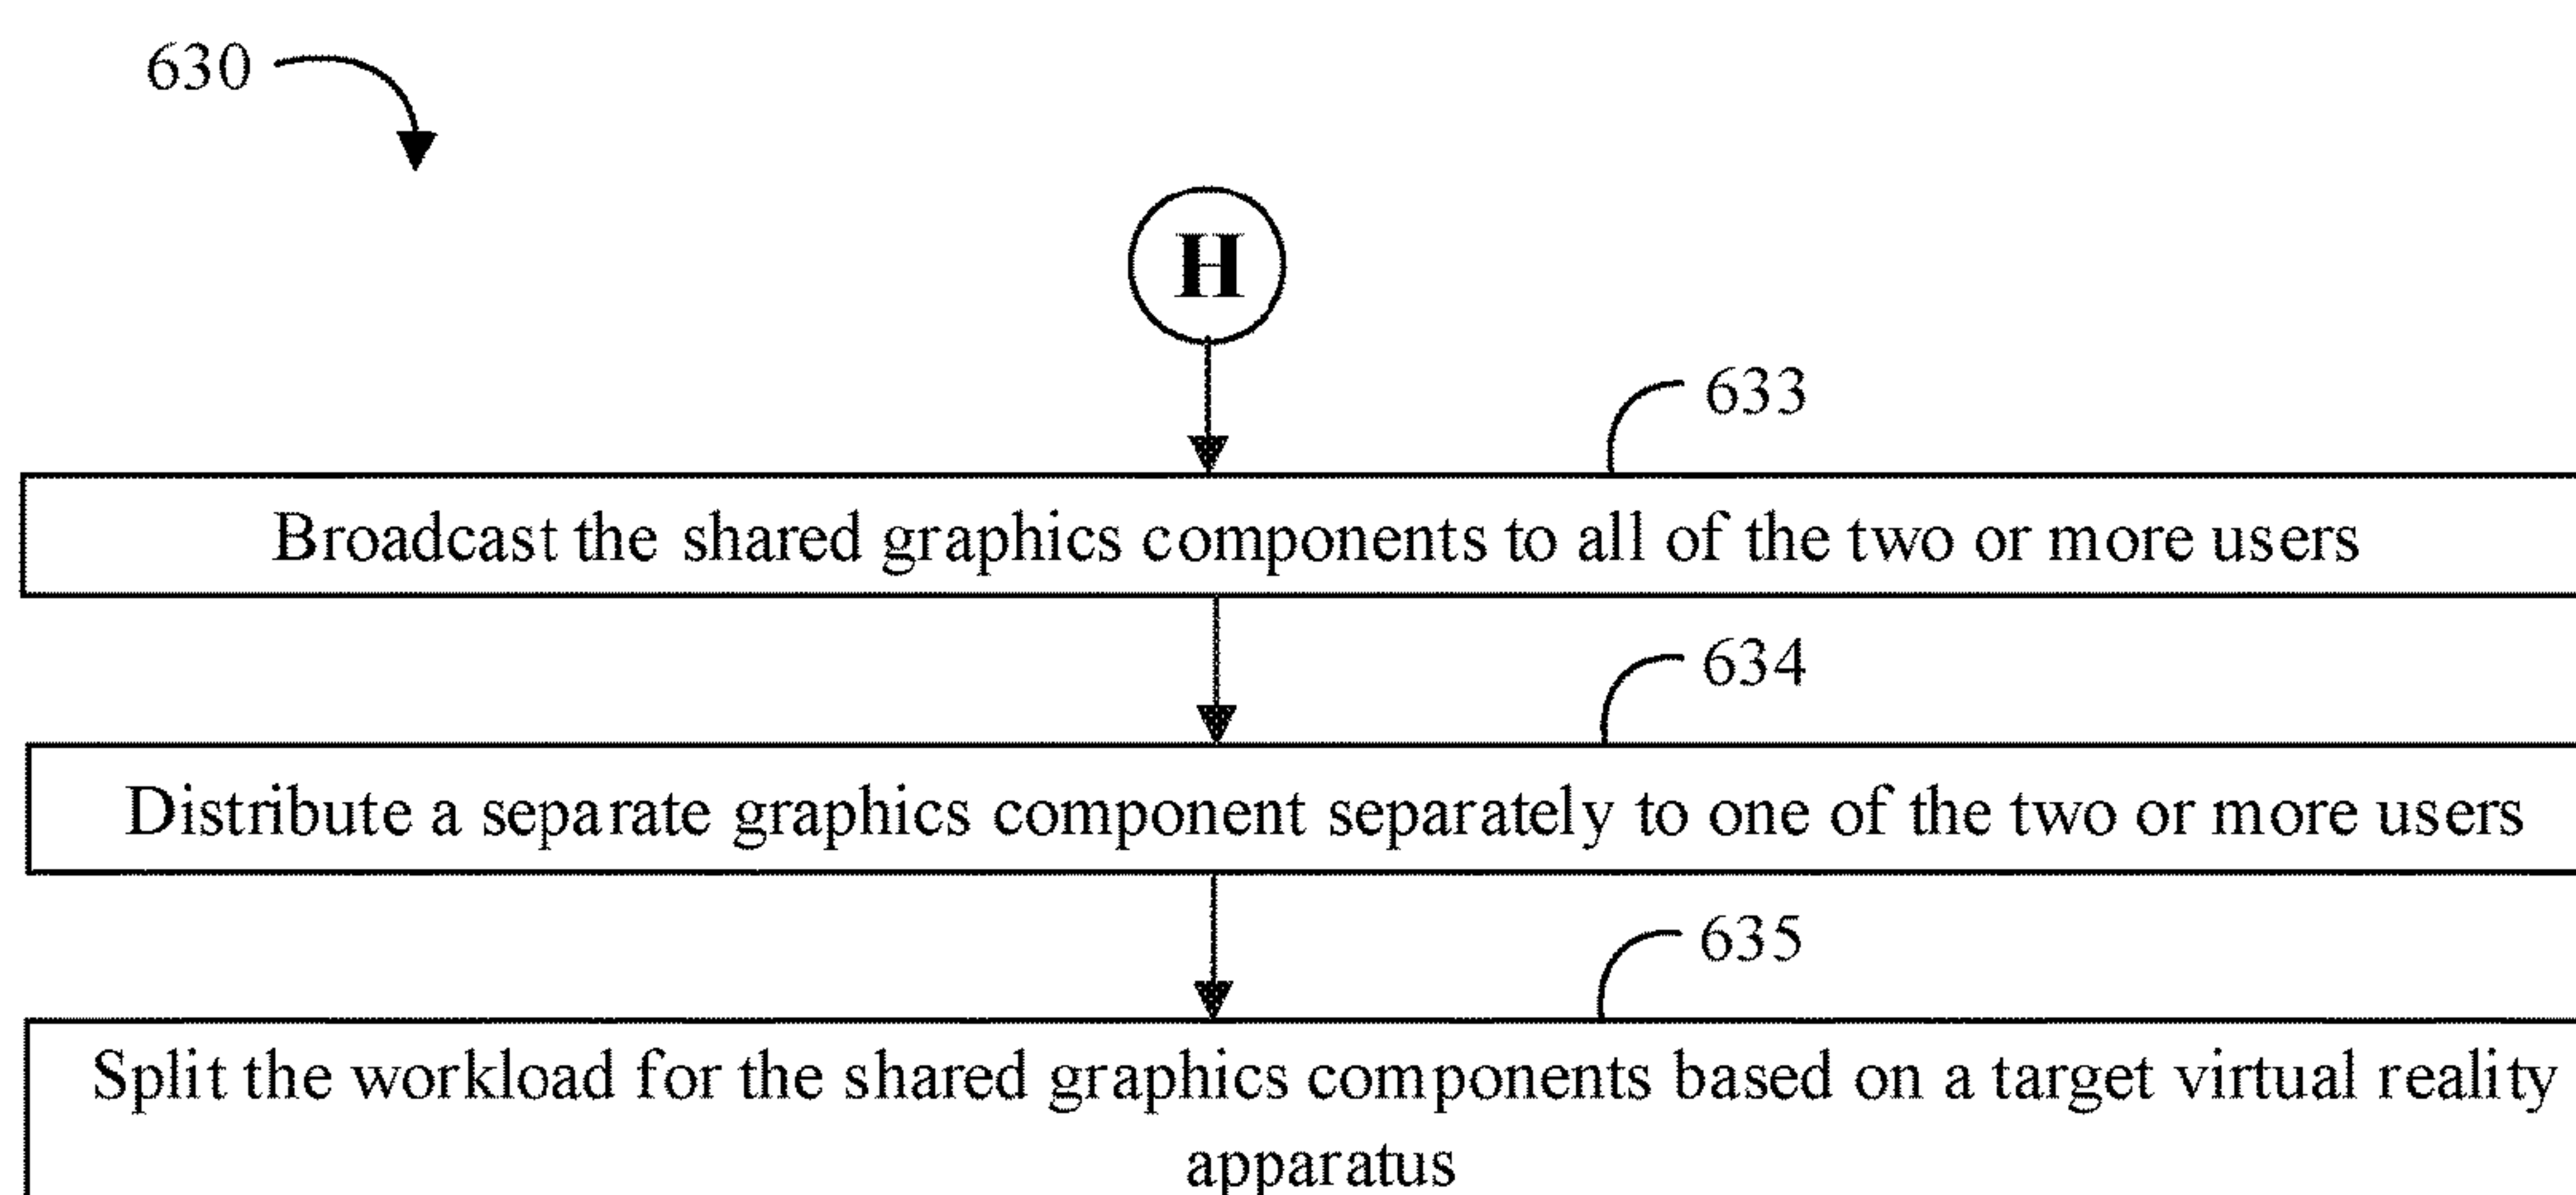 630
H
633
Broadcast the shared graphics components to all of the two or more users
634
Distribute a separate graphics component separately to one of the two or more users
635
Split the workload for the shared graphics components based on a target virtual reality
apparatus